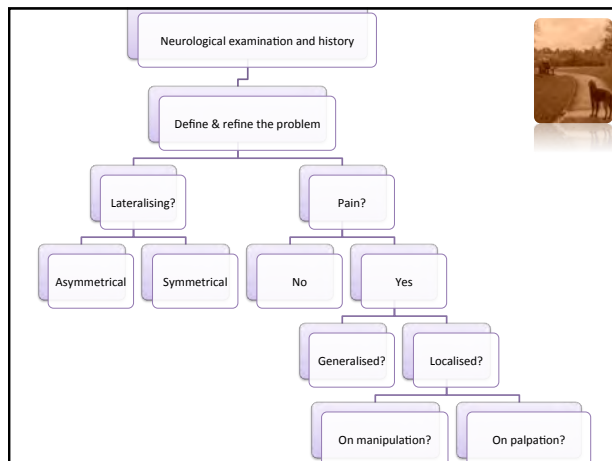 Neurological examination and history
Define & refine the problem
Lateralising?
Pain?
Asymmetrical
Symmetrical
No
Yes
Generalised?
Localised?
On manipulation?
On palpation?